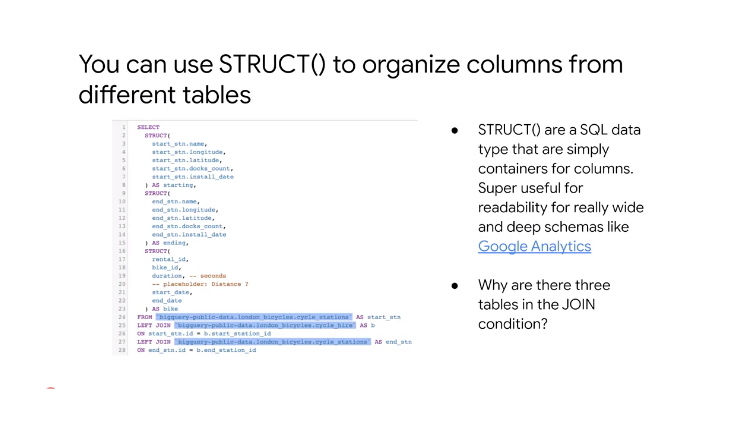 You can use STRUCT() to organize columns from
different tables
1 SELECT
2 STRUCT(
3 start_stn.name,
4 start_stn.longitude,
5 start_stn.latitude,
6 start_stn.docks_count,
7 start_stn.install_date
8 ) AS starting,
9 STRUCT(
10 end_stn.name,
11 end_stn.longitude,
12 end_stn.latitude,
13 end_stn.docks_count,
14 end_stn.install_date
15 ) AS ending,
16 STRUCT(
17 rental_id,
18 bike_id,
19 duration, -- seconds
20 -- placeholder: Distance ?
21 start_date,
22 end_date
23 ) AS bike
24 FROM `bigquery-public-data.london_bicycles.cycle_stations` AS start_stn
25 LEFT JOIN `bigquery-public-data.london_bicycles.cycle_hire` AS b
26 ON start_stn.id = b.start_station_id
27 LEFT JOIN `bigquery-public-data.london_bicycles.cycle_stations` AS end_stn
28 ON end_stn.id = b.end_station_id
● STRUCT() are a SQL data
type that are simply
containers for columns.
Super useful for
readability for really wide
and deep schemas like
Google Analytics
● Why are there three
tables in the JOIN
condition?